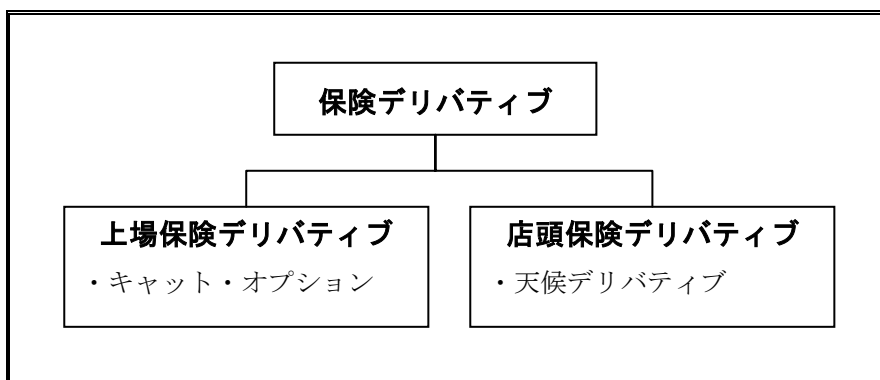 保険デリバティブ
上場保険デリバティブ
・キャット・オプション
店頭保険デリバティブ
・天候デリバティブ